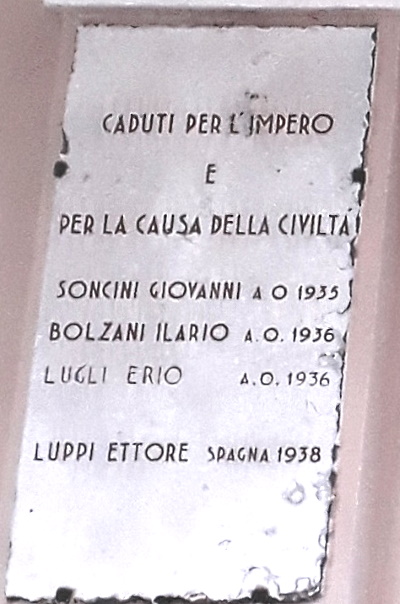 CADUTI PER L'IMPERO
E
PER LA CAUSA DELLA CIVILTÀ
SONCINI GIOVANNI A O 1935
BOLZANI ILARIO A.O. 1936
LUGLI ERIO A.O. 1936
LUPPI ETTORE SPAGNA 1938